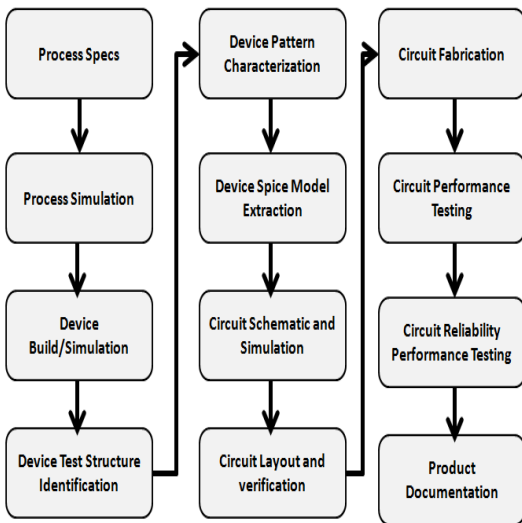 Process Specs
Process Simulation
Device
Build/Simulation
Device Test Structure
Identification
Device Pattern
Characterization
Device Spice Model
Extraction
Circuit Schematic and
Simulation
Circuit Layout and
verification
Circuit Fabrication
Circuit Performance
Testing
Circuit Reliability
Performance Testing
Product
Documentation